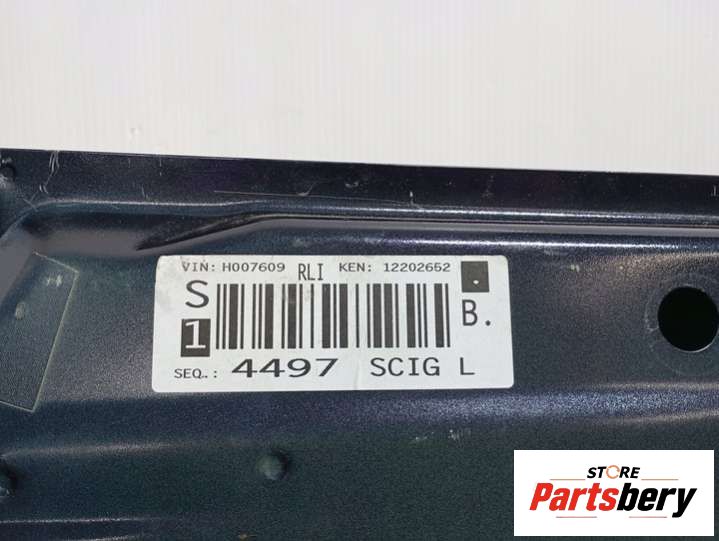 VIN: H007609 RLI KEN: 12202652
S
1
B.
SEQ.: 4497 SCIG L
STORE
Partsbery